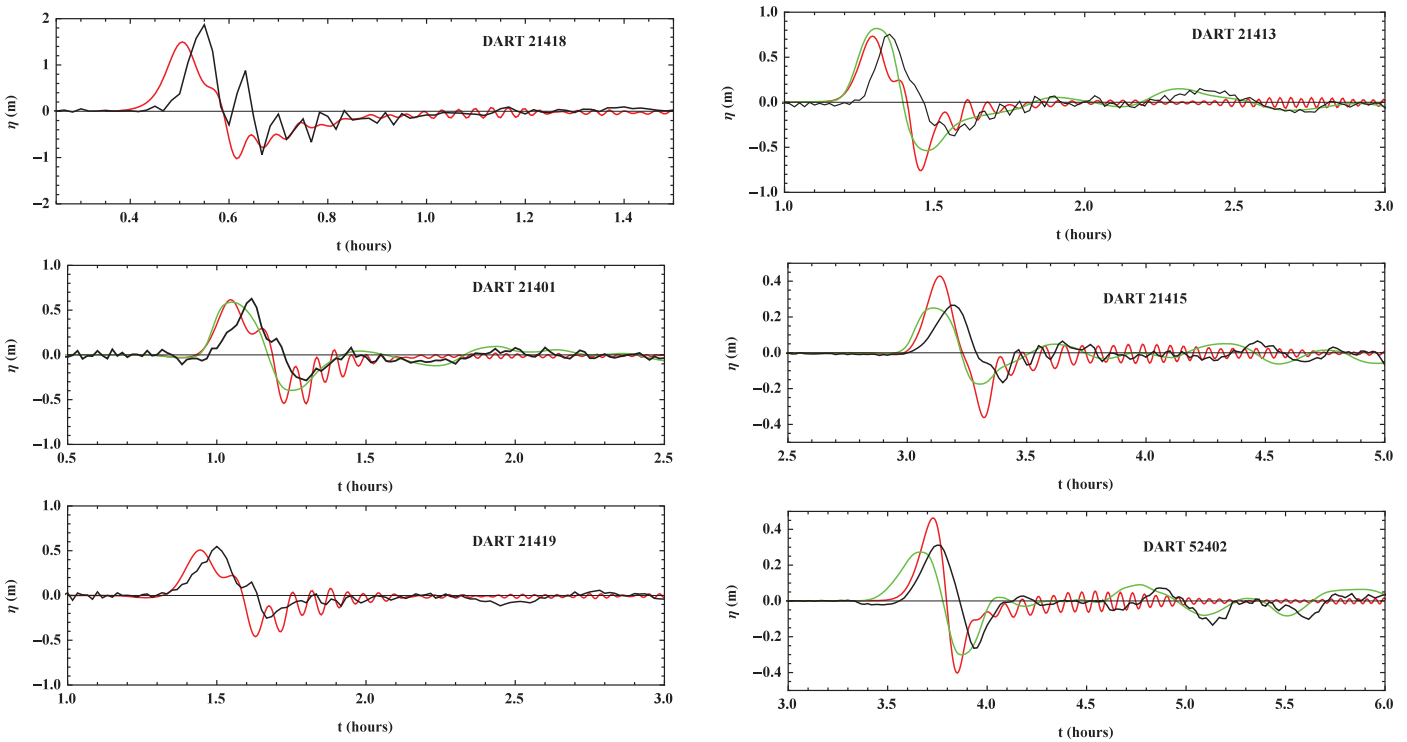 DART 21418
η (m)
2
1
0
−1
−2
0.4 0.6 0.8 1.0 1.2 1.4
t (hours)
DART 21413
η (m)
1.0
0.5
0.0
−0.5
−1.0
1.0 1.5 2.0 2.5 3.0
t (hours)
DART 21401
η (m)
1.0
0.5
0.0
−0.5
−1.0
0.5 1.0 1.5 2.0 2.5
t (hours)
DART 21415
η (m)
0.4
0.2
0.0
−0.2
−0.4
2.5 3.0 3.5 4.0 4.5 5.0
t (hours)
DART 21419
η (m)
1.0
0.5
0.0
−0.5
−1.0
1.0 1.5 2.0 2.5 3.0
t (hours)
DART 52402
η (m)
0.4
0.2
0.0
−0.2
−0.4
3.0 3.5 4.0 4.5 5.0 5.5 6.0
t (hours)